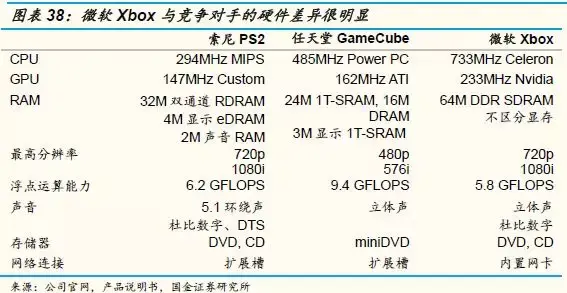 图表 38：微软 Xbox 与竞争对手的硬件差异很明显
索尼 PS2 任天堂 GameCube 微软 Xbox
CPU 294MHz MIPS 485MHz Power PC 733MHz Celeron
GPU 147MHz Custom 162MHz ATI 233MHz Nvidia
RAM 32M 双通道 RDRAM 24M 1T-SRAM, 16M 64M DDR SDRAM
4M 显示 eDRAM DRAM 不区分显存
2M 声音 RAM 3M 显示 1T-SRAM
最高分辨率 720p 480p 720p
1080i 576i 1080i
浮点运算能力 6.2 GFLOPS 9.4 GFLOPS 5.8 GFLOPS
声音 5.1 环绕声 立体声 立体声
杜比数字、DTS 杜比数字
存储器 DVD, CD miniDVD DVD, CD
网络连接 扩展槽 扩展槽 内置网卡
来源：公司官网，产品说明书，国金证券研究所